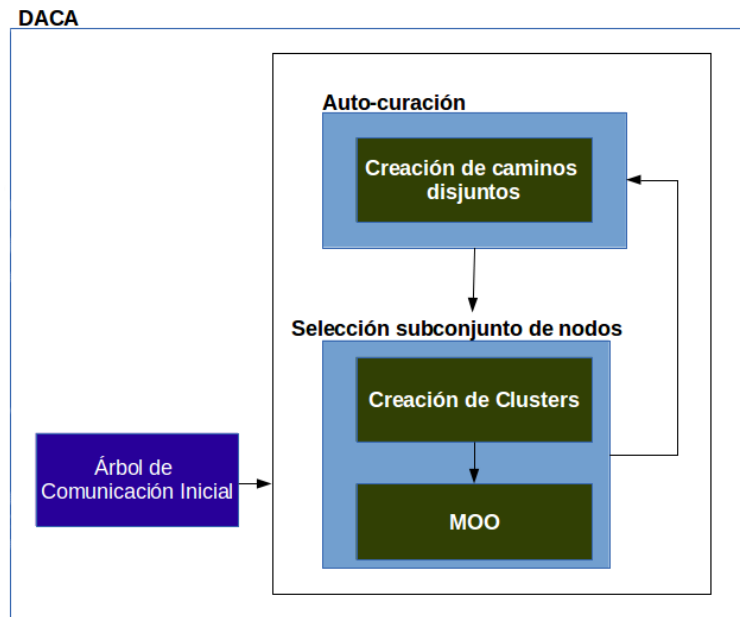 DACA
Auto-curación
Creación de caminos
disjuntos
Selección subconjunto de nodos
Creación de Clusters
Árbol de
Comunicación Inicial
MOO